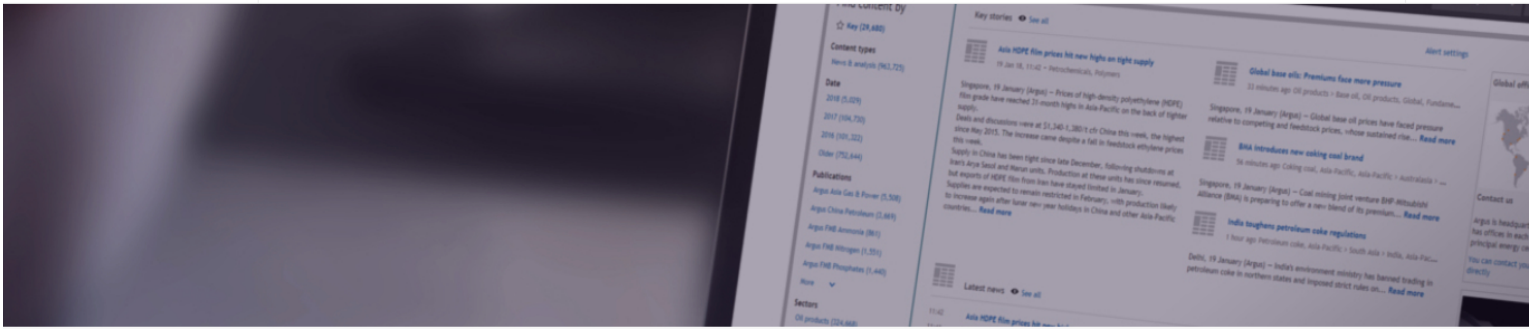 Find content by
Key (29,680)
Content types
News & analysis (963,725)
Date
2018 (5,029)
2017 (104,730)
2016 (101,322)
Older (752,644)
Publications
Argus Asia Gas & Power (5,508)
Argus China Petroleum (2,669)
Argus FMB Ammonia (861)
Argus FMB Nitrogen (1,551)
Argus FMB Phosphates (1,440)
More
Sectors
Oil products (324,668)
Key stories See all
Alert settings
Asia HDPE film prices hit new highs on tight supply
19 Jan 18, 11:42 – Petrochemicals, Polymers
Singapore, 19 January (Argus) — Prices of high-density polyethylene (HDPE)
film grade have reached 31-month highs in Asia-Pacific on the back of tighter
supply.
Deals and discussions were at $1,340-1,380/t cfr China this week, the highest
since May 2015. The increase came despite a fall in feedstock ethylene prices
this week.
Supply in China has been tight since late December, following shutdowns at
Iran's Arya Sasol and Marun units. Production at these units has since resumed,
but exports of HDPE film from Iran have stayed limited in January.
Supplies are expected to remain restricted in February, with production likely
to increase again after lunar new year holidays in China and other Asia-Pacific
countries... Read more
Global base oils: Premiums face more pressure
33 minutes ago Oil products > Base oil, Oil products, Global, Fundame...
Singapore, 19 January (Argus) — Global base oil prices have faced pressure
relative to competing and feedstock prices, whose sustained rise... Read more
BMA introduces new coking coal brand
56 minutes ago Coking coal, Asia-Pacific, Asia-Pacific > Australasia > ...
Singapore, 19 January (Argus) — Coal mining joint venture BHP-Mitsubishi
Alliance (BMA) is preparing to offer a new blend of its premium... Read more
India toughens petroleum coke regulations
1 hour ago Petroleum coke, Asia-Pacific > South Asia > India, Asia-Pac...
Delhi, 19 January (Argus) — India's environment ministry has banned trading in
petroleum coke in northern states and imposed strict rules on... Read more
Latest news See all
11:42
Asia HDPE film prices hit new
Global
Contact us
Argus is headquar
has offices in each
principal energy ce
You can contact you
directly